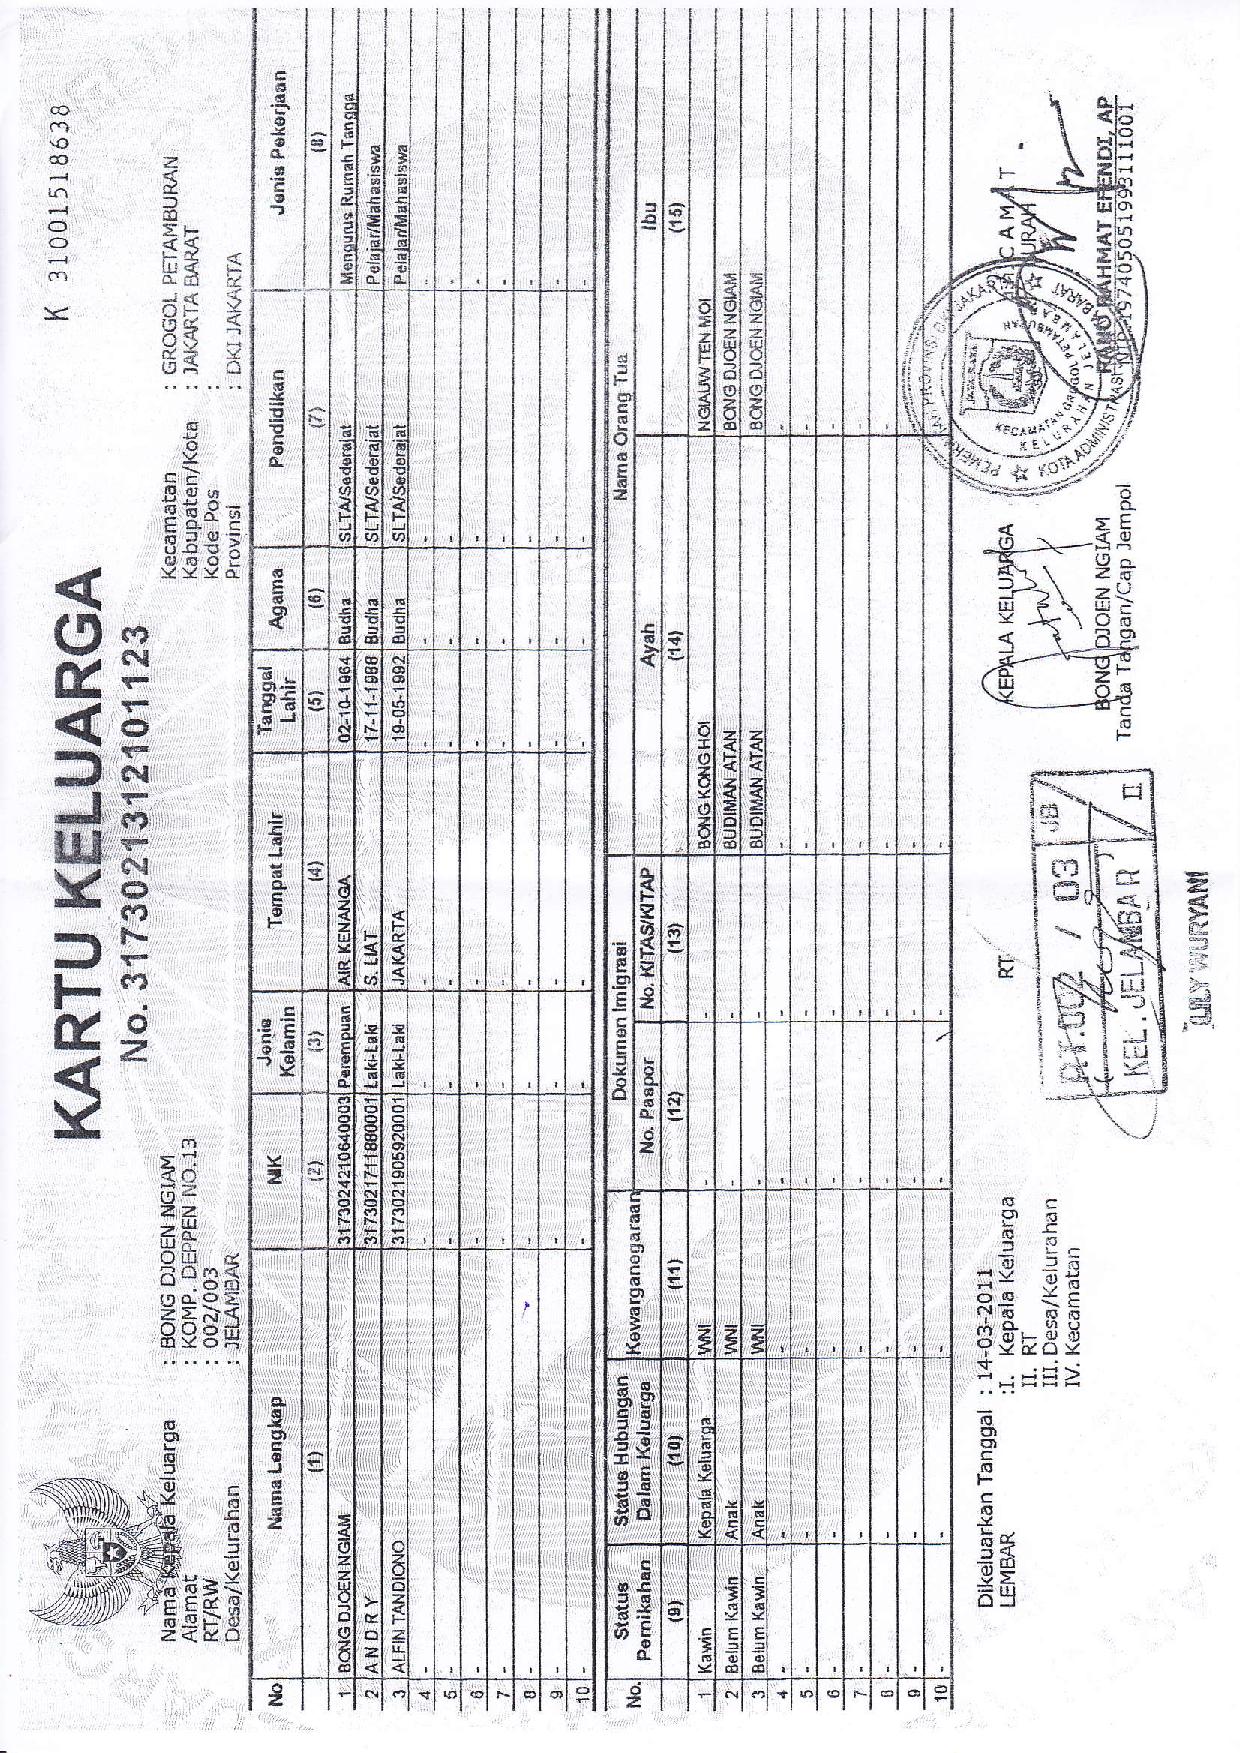 K 31001518638
KARTU KELUARGA
No. 3173021312101123
Nama Kepala Keluarga : BONG DJOEN NGIAM
Alamat : KOMP. DEPPEN NO.13
RT/RW : 002/003
Desa/Kelurahan : JELAMBAR
Kecamatan : GROGOL PETAMBURAN
Kabupaten/Kota : JAKARTA BARAT
Kode Pos :
Provinsi : DKI JAKARTA
No Nama Lengkap NIK Jenis Kelamin Tempat Lahir Tanggal Lahir Agama Pendidikan Jenis Pekerjaan
(1) (2) (3) (4) (5) (6) (7) (8)
1 BONG DJOEN NGIAM 3173024210640003 Perempuan AIR KENANGA 02-10-1964 Budha SLTA/Sederajat Mengurus Rumah Tangga
2 A N D R Y 3173021711880001 Laki-Laki S. LIAT 17-11-1988 Budha SLTA/Sederajat Pelajar/Mahasiswa
3 ALFIN TANDIONO 3173021905920001 Laki-Laki JAKARTA 19-05-1992 Budha SLTA/Sederajat Pelajar/Mahasiswa
4 - - - - - - - -
5 - - - - - - - -
6 - - - - - - - -
7 - - - - - - - -
8 - - - - - - - -
9 - - - - - - - -
10 - - - - - - - -
No. Status Pernikahan Status Hubungan Dalam Keluarga Kewarganegaraan Dokumen Imigrasi Nama Orang Tua
No. Paspor No. KITAS/KITAP Ayah Ibu
(9) (10) (11) (12) (13) (14) (15)
1 Kawin Kepala Keluarga WNI - - BONG KONG HOI NGIAUW TEN MOI
2 Belum Kawin Anak WNI - - BUDIMAN ATAN BONG DJOEN NGIAM
3 Belum Kawin Anak WNI - - BUDIMAN ATAN BONG DJOEN NGIAM
4 - - - - - - -
5 - - - - - - -
6 - - - - - - -
7 - - - - - - -
8 - - - - - - -
9 - - - - - - -
10 - - - - - - -
Dikeluarkan Tanggal : 14-03-2011
LEMBAR : I. Kepala Keluarga
II. RT
III. Desa/Kelurahan
IV. Kecamatan
RT
RT.002 / 03 JB
KEL. JELAMBAR II
LILY WURYANI
KEPALA KELUARGA
BONG DJOEN NGIAM
Tanda Tangan/Cap Jempol
CAMAT
KOTA ADMINISTRASI JAKARTA BARAT
KECAMATAN GROGOL PETAMBURAN
KELURAHAN JELAMBAR
RAHMAT EFENDI, AP
NIP 197405051993111001